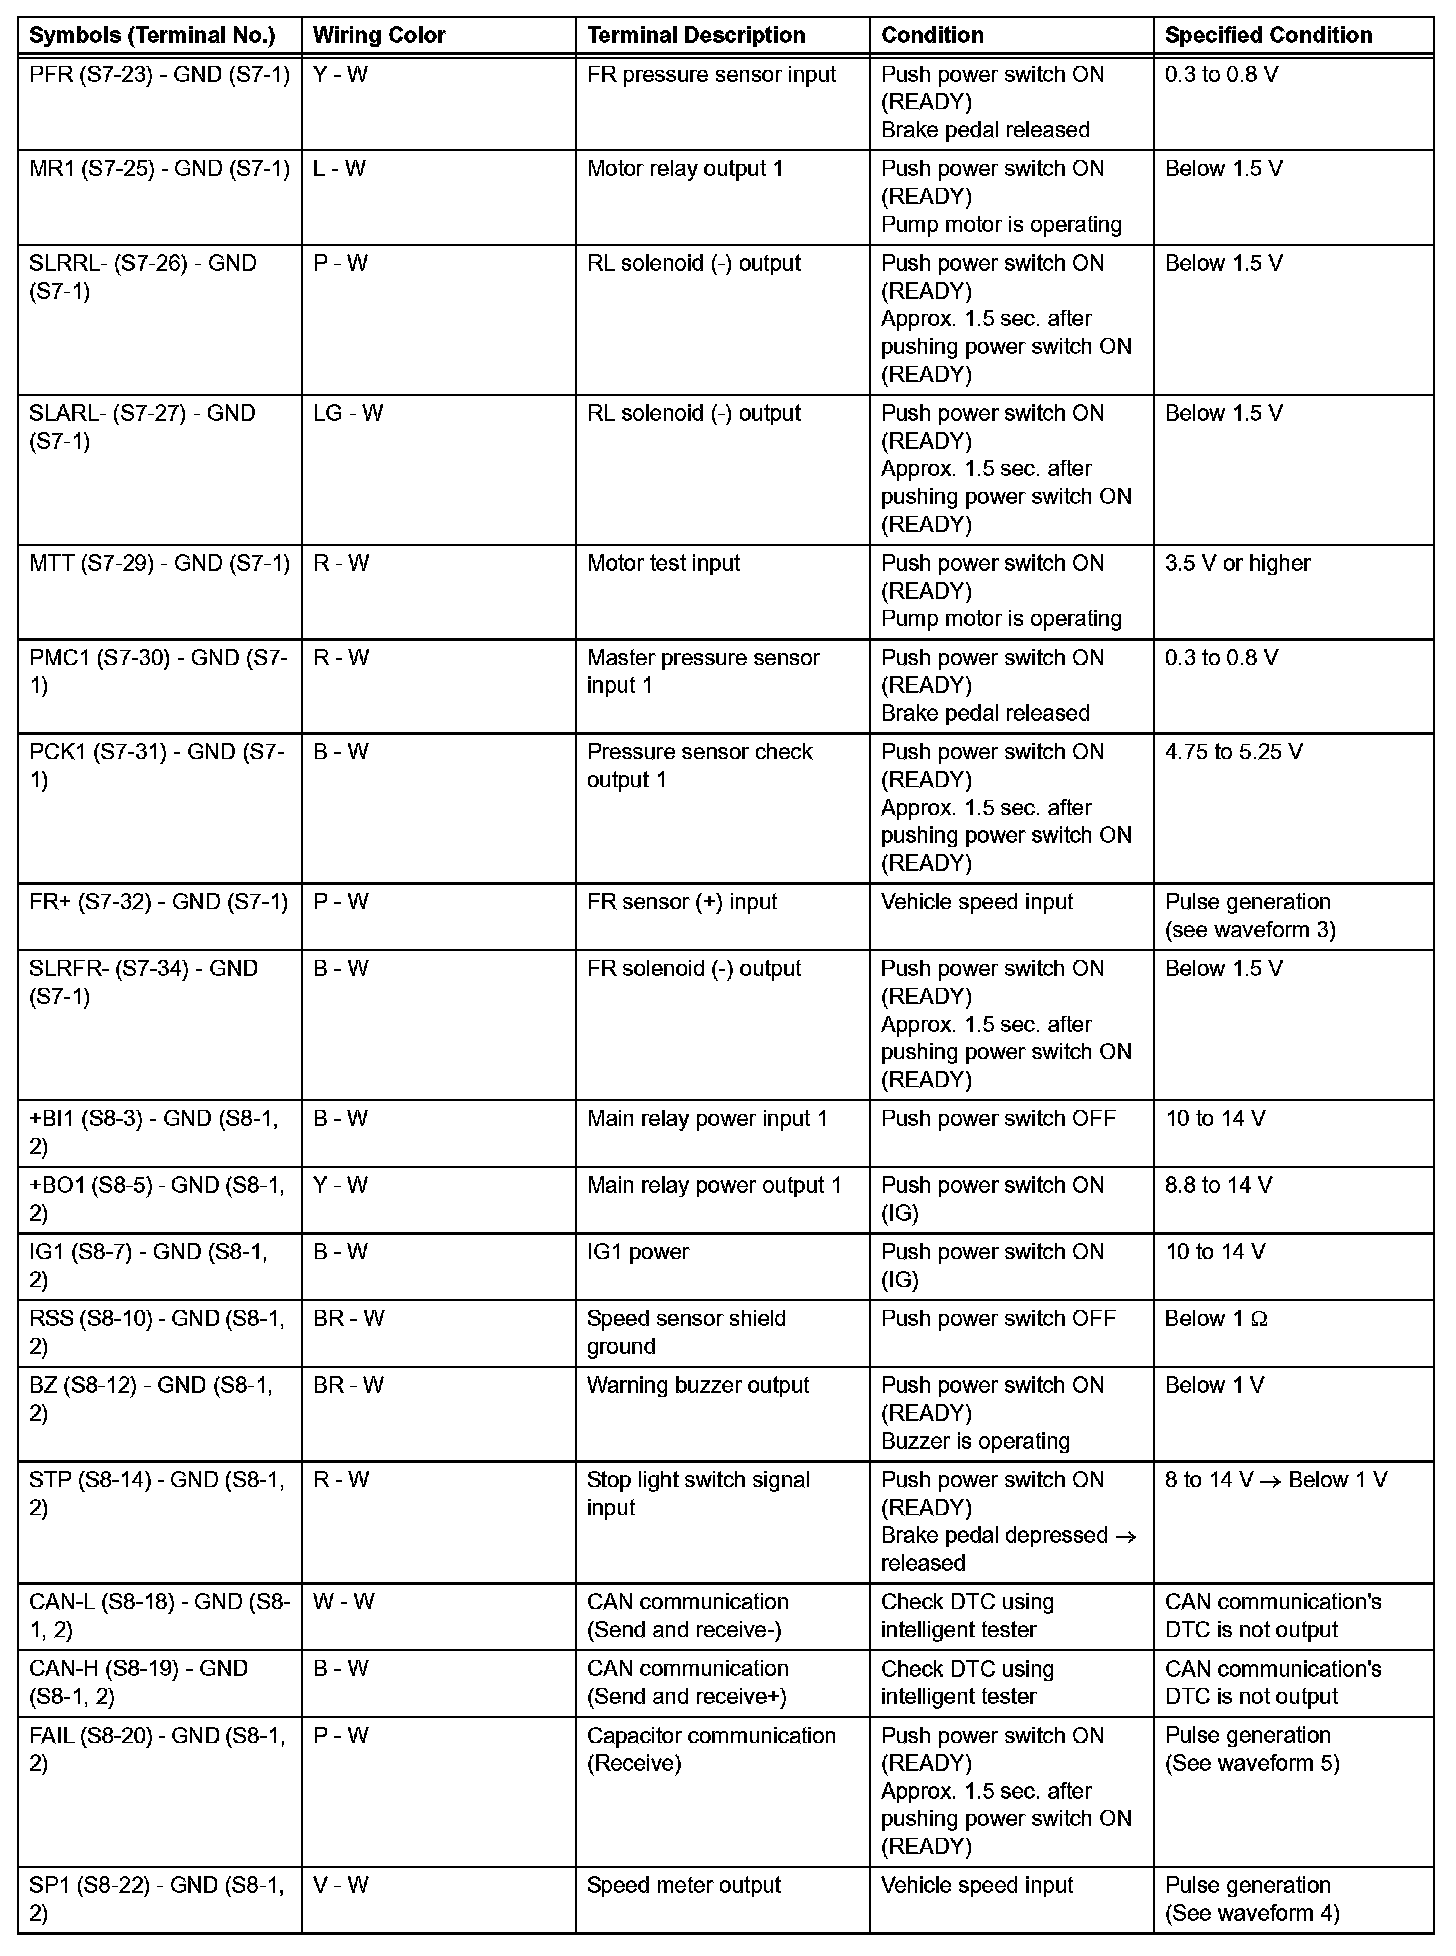 Symbols (Terminal No.) Wiring Color Terminal Description Condition Specified Condition
PFR (S7-23) - GND (S7-1) Y - W FR pressure sensor input Push power switch ON 0.3 to 0.8 V
(READY)
Brake pedal released
MR1 (S7-25) - GND (S7-1) L - W Motor relay output 1 Push power switch ON Below 1.5 V
(READY)
Pump motor is operating
SLRRL- (S7-26) - GND P - W RL solenoid (-) output Push power switch ON Below 1.5 V
(S7-1) (READY)
Approx. 1.5 sec. after
pushing power switch ON
(READY)
SLARL- (S7-27) - GND LG - W RL solenoid (-) output Push power switch ON Below 1.5 V
(S7-1) (READY)
Approx. 1.5 sec. after
pushing power switch ON
(READY)
MTT (S7-29) - GND (S7-1) R - W Motor test input Push power switch ON 3.5 V or higher
(READY)
Pump motor is operating
PMC1 (S7-30) - GND (S7- R - W Master pressure sensor Push power switch ON 0.3 to 0.8 V
1) input 1 (READY)
Brake pedal released
PCK1 (S7-31) - GND (S7- B - W Pressure sensor check Push power switch ON 4.75 to 5.25 V
1) output 1 (READY)
Approx. 1.5 sec. after
pushing power switch ON
(READY)
FR+ (S7-32) - GND (S7-1) P - W FR sensor (+) input Vehicle speed input Pulse generation
(see waveform 3)
SLRFR- (S7-34) - GND B - W FR solenoid (-) output Push power switch ON Below 1.5 V
(S7-1) (READY)
Approx. 1.5 sec. after
pushing power switch ON
(READY)
+BI1 (S8-3) - GND (S8-1, B - W Main relay power input 1 Push power switch OFF 10 to 14 V
2)
+BO1 (S8-5) - GND (S8-1, Y - W Main relay power output 1 Push power switch ON 8.8 to 14 V
2) (IG)
IG1 (S8-7) - GND (S8-1, B - W IG1 power Push power switch ON 10 to 14 V
2) (IG)
RSS (S8-10) - GND (S8-1, BR - W Speed sensor shield Push power switch OFF Below 1 Ω
2) ground
BZ (S8-12) - GND (S8-1, BR - W Warning buzzer output Push power switch ON Below 1 V
2) (READY)
Buzzer is operating
STP (S8-14) - GND (S8-1, R - W Stop light switch signal Push power switch ON 8 to 14 V → Below 1 V
2) input (READY)
Brake pedal depressed →
released
CAN-L (S8-18) - GND (S8- W - W CAN communication Check DTC using CAN communication's
1, 2) (Send and receive-) intelligent tester DTC is not output
CAN-H (S8-19) - GND B - W CAN communication Check DTC using CAN communication's
(S8-1, 2) (Send and receive+) intelligent tester DTC is not output
FAIL (S8-20) - GND (S8-1, P - W Capacitor communication Push power switch ON Pulse generation
2) (Receive) (READY) (See waveform 5)
Approx. 1.5 sec. after
pushing power switch ON
(READY)
SP1 (S8-22) - GND (S8-1, V - W Speed meter output Vehicle speed input Pulse generation
2) (See waveform 4)